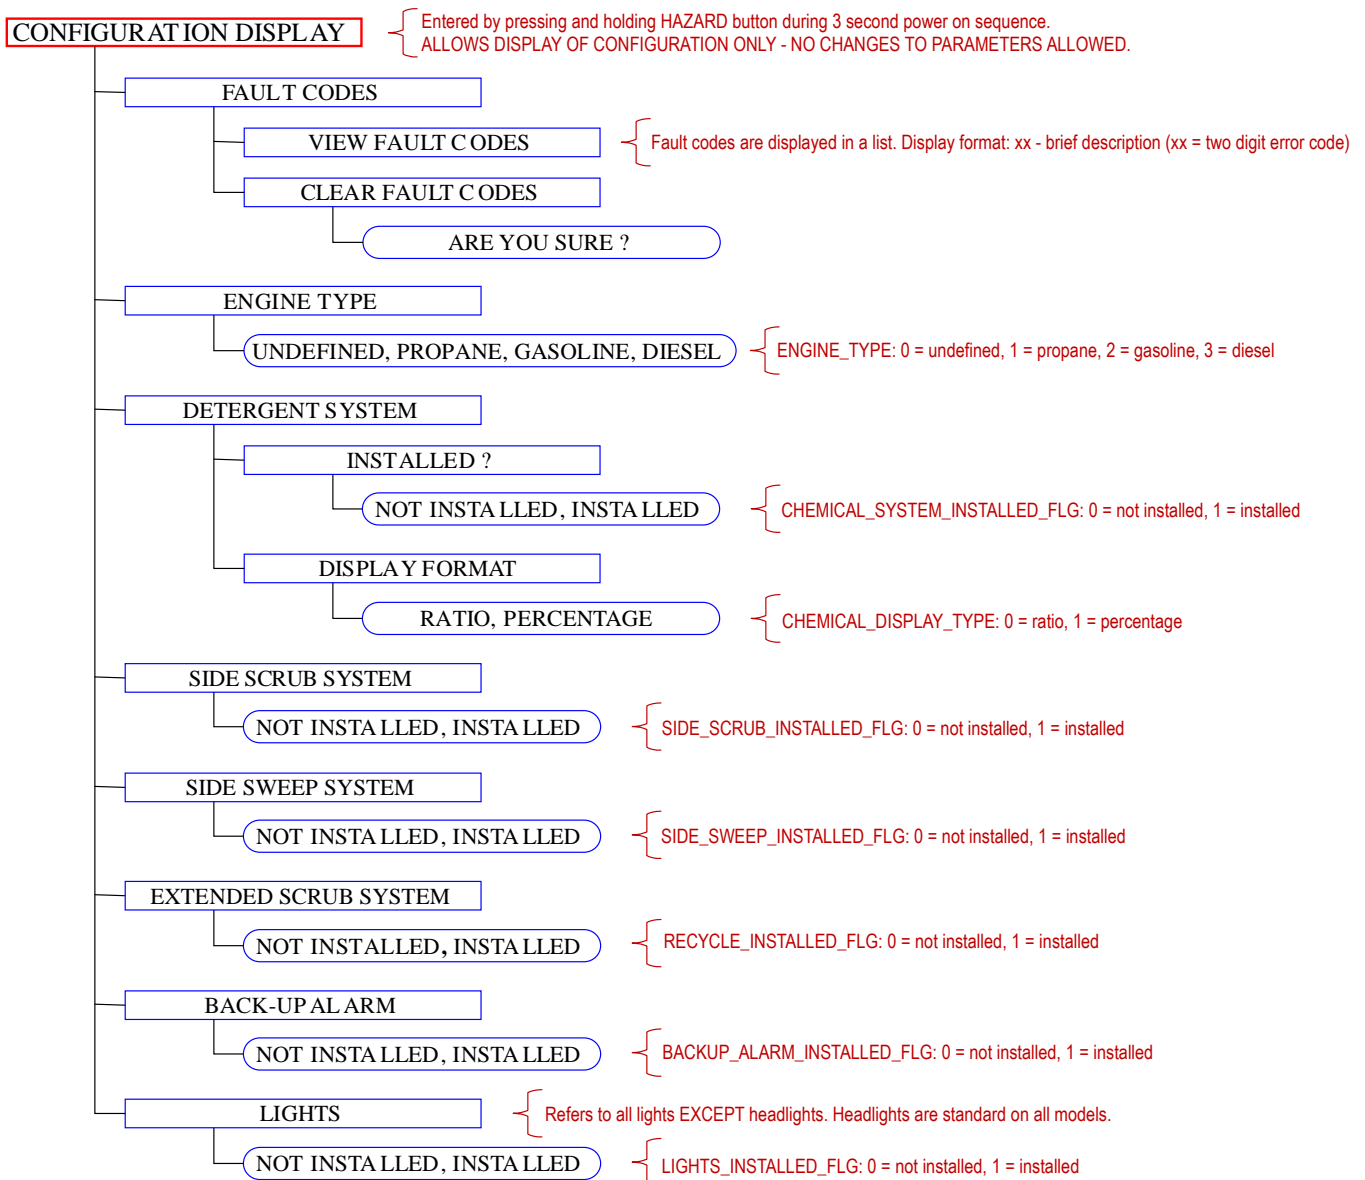 CONFIGURATION DISPLAY
Entered by pressing and holding HAZARD button during 3 second power on sequence.
ALLOWS DISPLAY OF CONFIGURATION ONLY - NO CHANGES TO PARAMETERS ALLOWED.
FAULT CODES
VIEW FAULT CODES
Fault codes are displayed in a list. Display format: xx - brief description (xx = two digit error code)
CLEAR FAULT CODES
ARE YOU SURE ?
ENGINE TYPE
UNDEFINED, PROPANE, GASOLINE, DIESEL
ENGINE_TYPE: 0 = undefined, 1 = propane, 2 = gasoline, 3 = diesel
DETERGENT SYSTEM
INSTALLED ?
NOT INSTALLED, INSTALLED
CHEMICAL_SYSTEM_INSTALLED_FLG: 0 = not installed, 1 = installed
DISPLAY FORMAT
RATIO, PERCENTAGE
CHEMICAL_DISPLAY_TYPE: 0 = ratio, 1 = percentage
SIDE SCRUB SYSTEM
NOT INSTALLED, INSTALLED
SIDE_SCRUB_INSTALLED_FLG: 0 = not installed, 1 = installed
SIDE SWEEP SYSTEM
NOT INSTALLED, INSTALLED
SIDE_SWEEP_INSTALLED_FLG: 0 = not installed, 1 = installed
EXTENDED SCRUB SYSTEM
NOT INSTALLED, INSTALLED
RECYCLE_INSTALLED_FLG: 0 = not installed, 1 = installed
BACK-UP ALARM
NOT INSTALLED, INSTALLED
BACKUP_ALARM_INSTALLED_FLG: 0 = not installed, 1 = installed
LIGHTS
Refers to all lights EXCEPT headlights. Headlights are standard on all models.
NOT INSTALLED, INSTALLED
LIGHTS_INSTALLED_FLG: 0 = not installed, 1 = installed